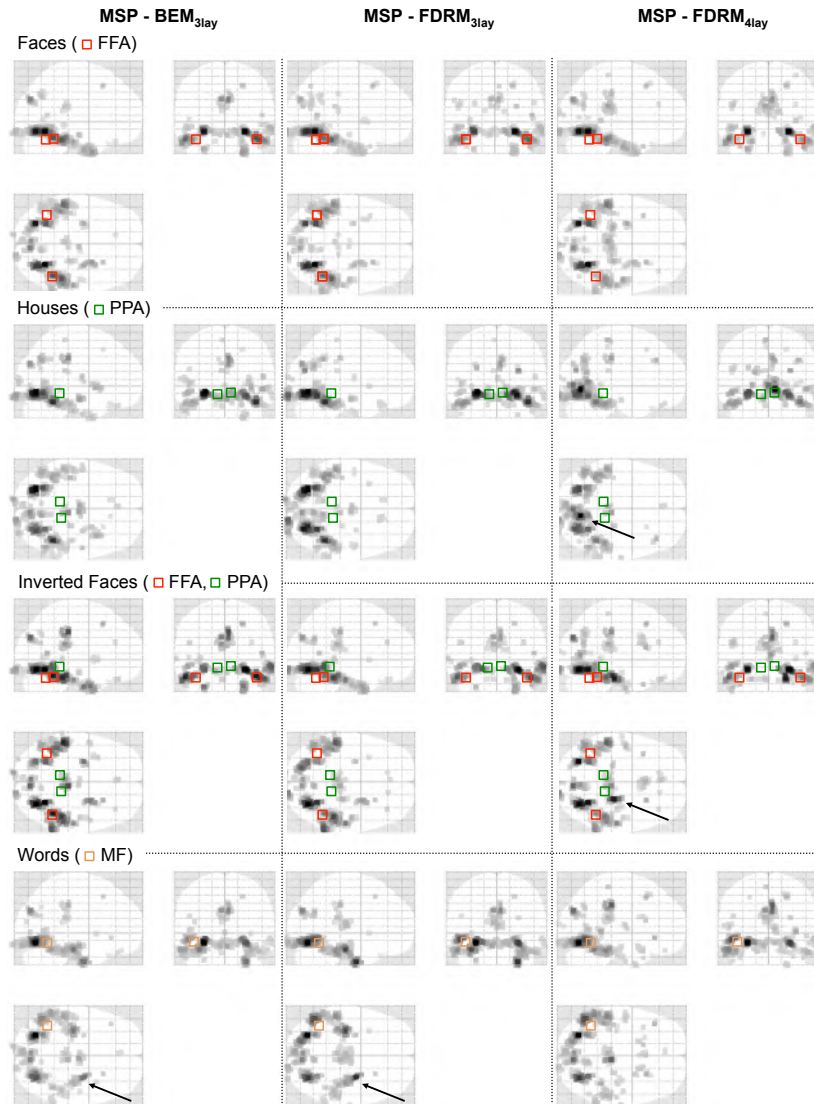 MSP - BEM3lay MSP - FDRM3lay MSP - FDRM4lay
Faces ( FFA)
Houses ( PPA)
Inverted Faces ( FFA, PPA)
Words ( MF)